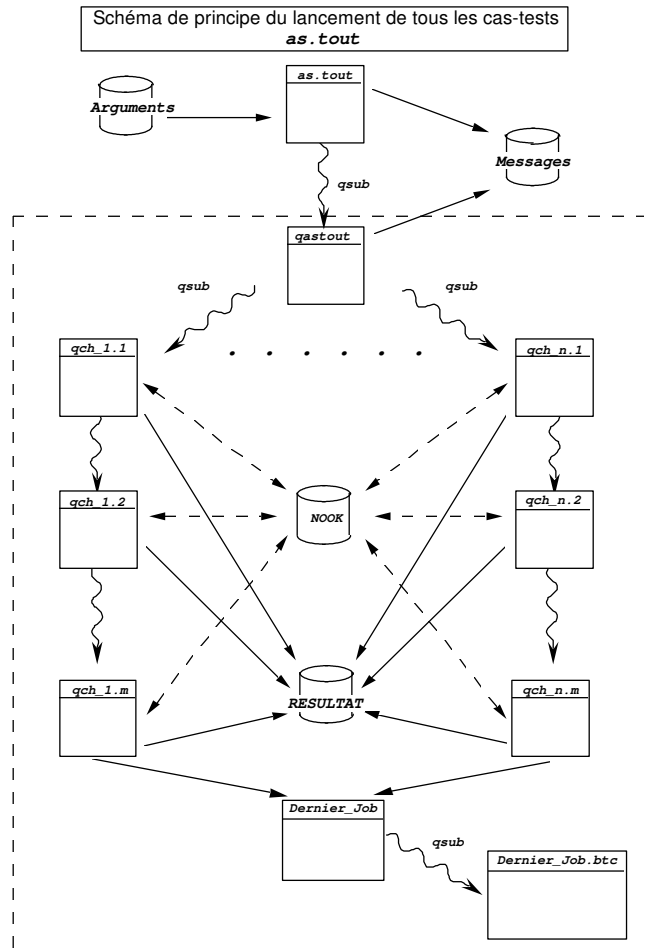 Schéma de principe du lancement de tous les cas-tests
as.tout
as.tout
Arguments
Messages
qsub
qastout
qsub
qsub
qch_1.1
. . . . . .
qch_n.1
qch_1.2
NOOK
qch_n.2
qch_1.m
RESULTAT
qch_n.m
Dernier_Job
qsub
Dernier_Job.btc